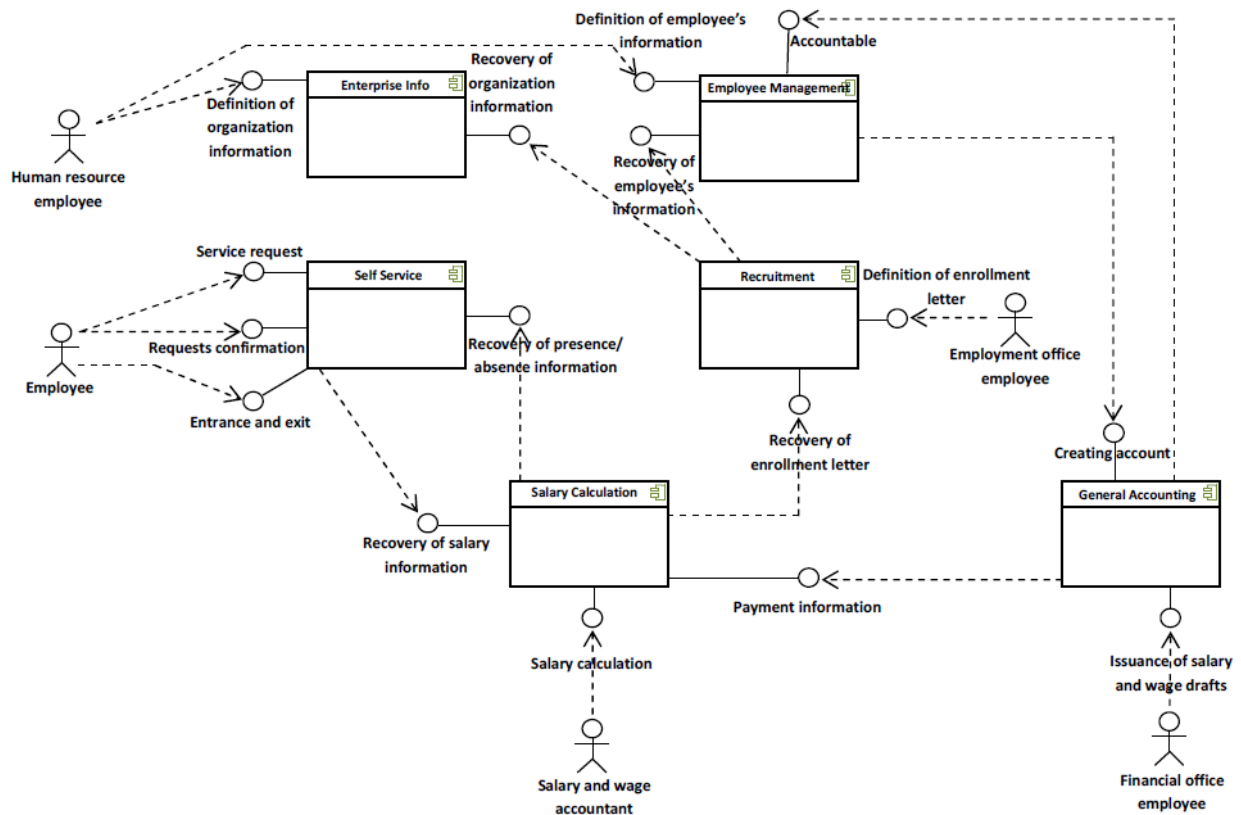 Definition of employee's
information
Accountable
Recovery of
organization
information
Enterprise Info
Employee Management
Definition of
organization
information
Recovery of
employee's
information
Human resource
employee
Service request
Self Service
Recruitment
Definition of enrollment
letter
Requests confirmation
Recovery of presence/
absence information
Employment office
employee
Employee
Entrance and exit
Recovery of
enrollment letter
Creating account
Salary Calculation
General Accounting
Recovery of salary
information
Payment information
Salary calculation
Issuance of salary
and wage drafts
Salary and wage
accountant
Financial office
employee